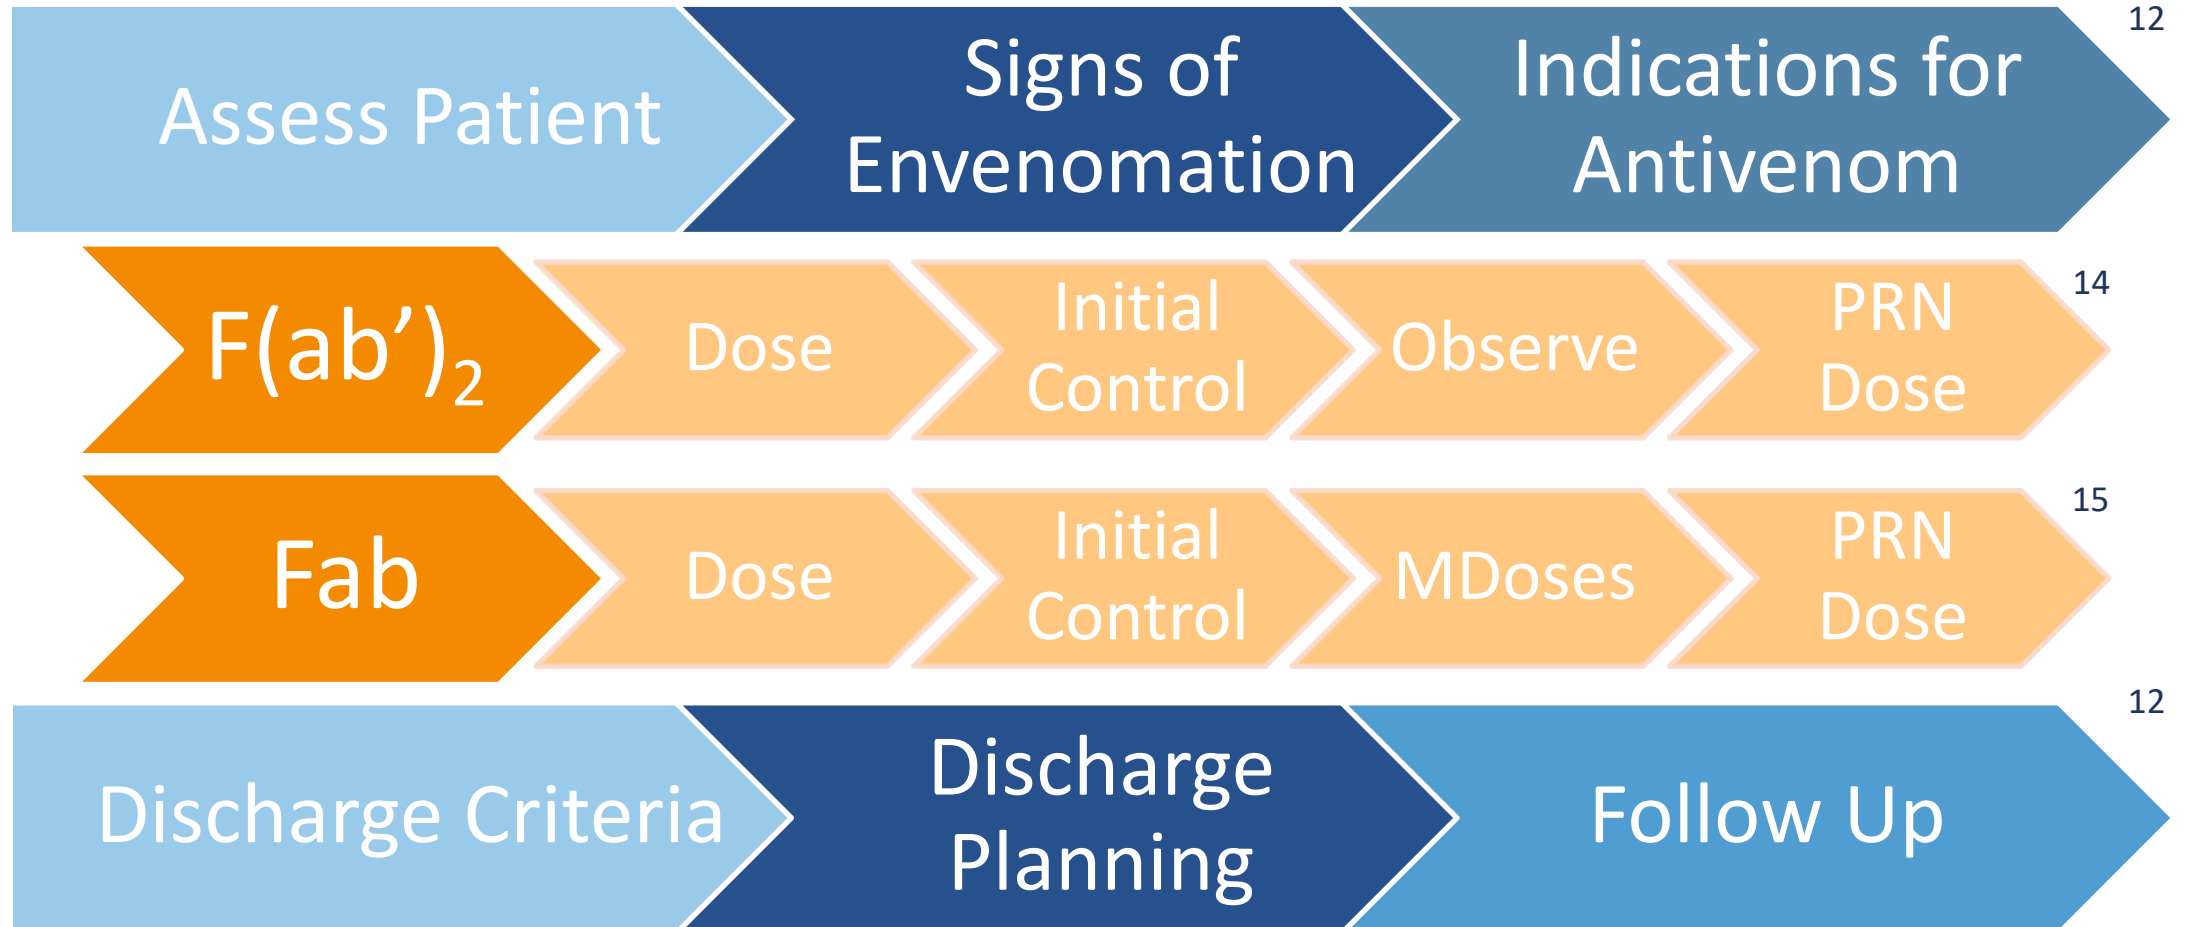 Assess Patient
Signs of
Envenomation
Indications for
Antivenom
12
F(ab’)₂
Dose
Initial
Control
Observe
PRN
Dose
14
Fab
Dose
Initial
Control
MDoses
PRN
Dose
15
Discharge Criteria
Discharge
Planning
Follow Up
12